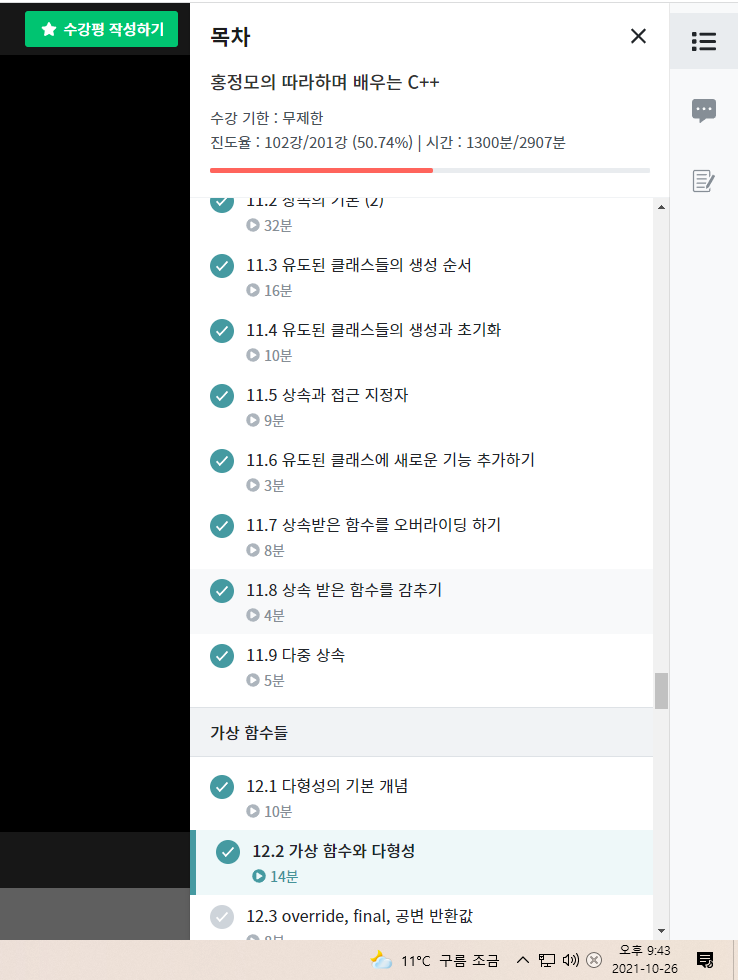 수강평 작성하기
목차
홍정모의 따라하며 배우는 C++
수강 기한 : 무제한
진도율 : 102강/201강 (50.74%) | 시간 : 1300분/2907분
11.2 상속의 기본 (2)
32분
11.3 유도된 클래스들의 생성 순서
16분
11.4 유도된 클래스들의 생성과 초기화
10분
11.5 상속과 접근 지정자
9분
11.6 유도된 클래스에 새로운 기능 추가하기
3분
11.7 상속받은 함수를 오버라이딩 하기
8분
11.8 상속 받은 함수를 감추기
4분
11.9 다중 상속
5분
가상 함수들
12.1 다형성의 기본 개념
10분
12.2 가상 함수와 다형성
14분
12.3 override, final, 공변 반환값
11°C 구름 조금
오후 9:43
2021-10-26